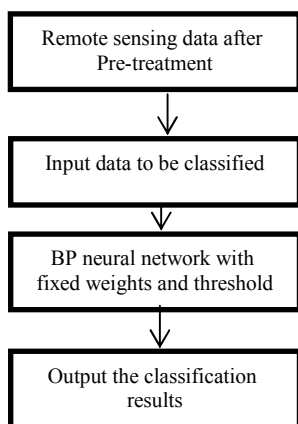 Remote sensing data after
Pre-treatment
Input data to be classified
BP neural network with
fixed weights and threshold
Output the classification
results